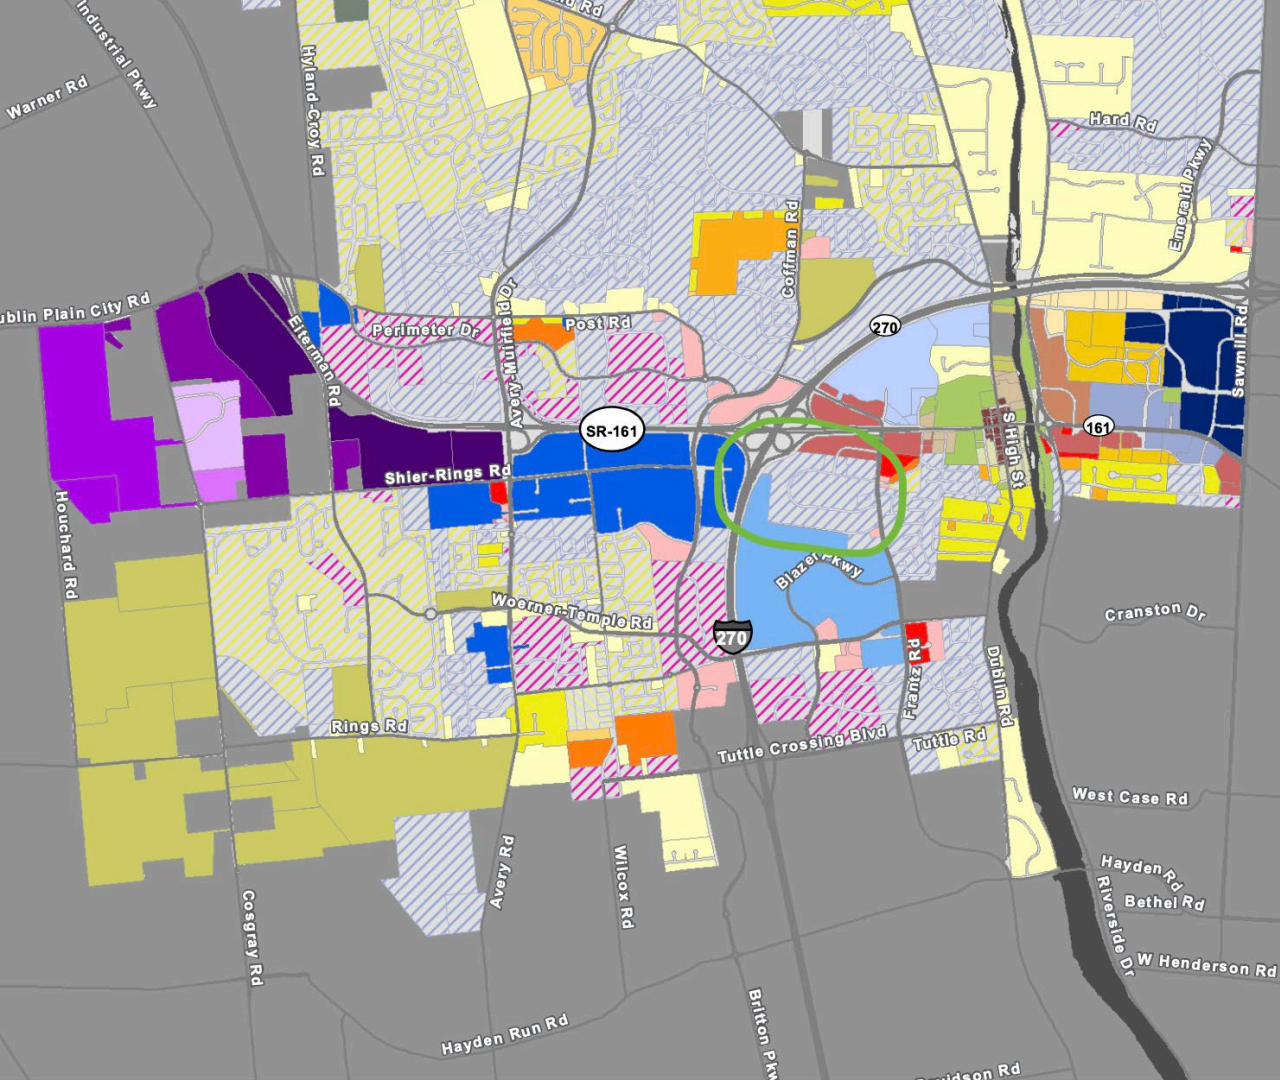 Industrial Pkwy
Warner Rd
Hyland-Croy Rd
Rd
Hard Rd
Emerald Pkwy
Coffman Rd
Plain City Rd
Eiterman Rd
Perimeter Dr
Avery-Muirfield Dr
Post Rd
270
Sawmill Rd
SR-161
161
S High St
Shier-Rings Rd
Houchard Rd
Blazer Pkwy
Woerner-Temple Rd
270
Cranston Dr
Frantz Rd
Dublin Rd
Rings Rd
Tuttle Crossing Blvd
Tuttle Rd
West Case Rd
Avery Rd
Wilcox Rd
Hayden Rd
Bethel Rd
Riverside Dr
Cosgray Rd
W Henderson Rd
Hayden Run Rd
Britton
Rd